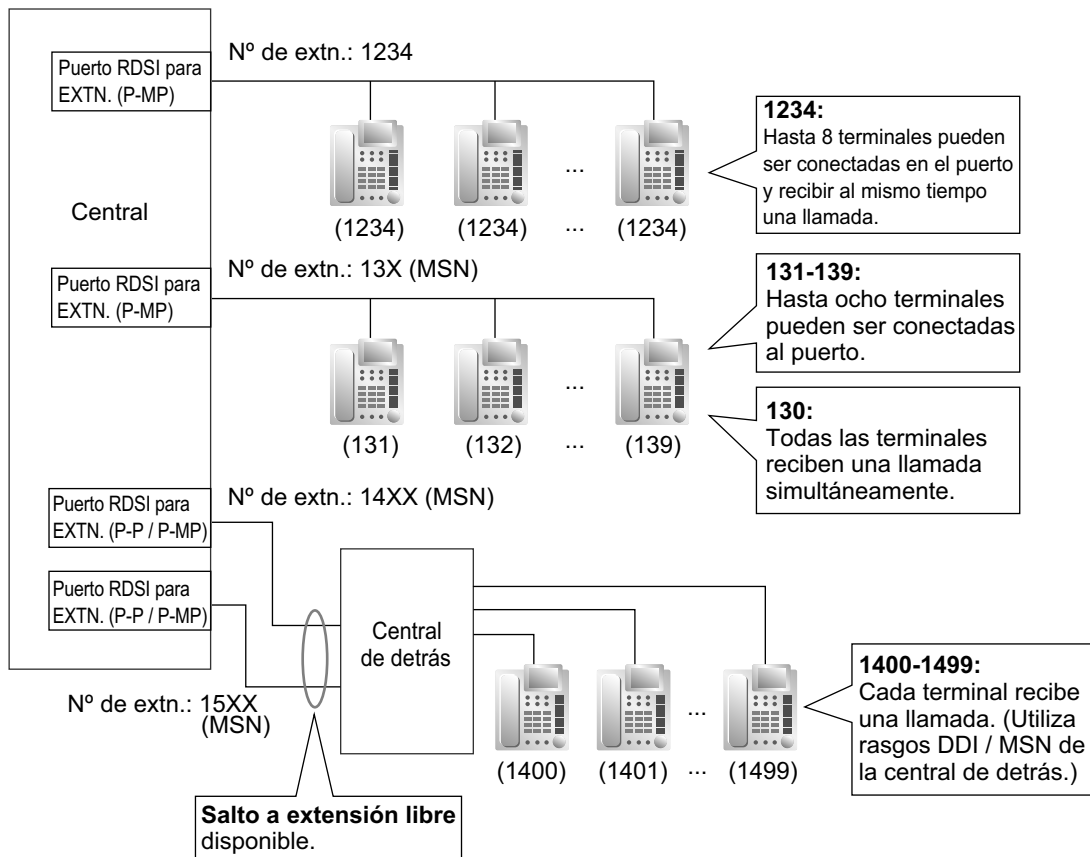 Nº de extn.: 1234
Puerto RDSI para
EXTN. (P-MP)
1234:
Hasta 8 terminales pueden
ser conectadas en el puerto
y recibir al mismo tiempo
una llamada.
...
Central
(1234) (1234) ... (1234)
Nº de extn.: 13X (MSN)
Puerto RDSI para
EXTN. (P-MP)
131-139:
Hasta ocho terminales
pueden ser conectadas
al puerto.
...
130:
Todas las terminales
reciben una llamada
simultáneamente.
(131) (132) ... (139)
Nº de extn.: 14XX (MSN)
Puerto RDSI para
EXTN. (P-P / P-MP)
Puerto RDSI para
EXTN. (P-P / P-MP)
Central
de detrás
1400-1499:
Cada terminal recibe
una llamada. (Utiliza
rasgos DDI / MSN de
la central de detrás.)
Nº de extn.: 15XX
(MSN)
...
(1400) (1401) ... (1499)
Salto a extensión libre
disponible.